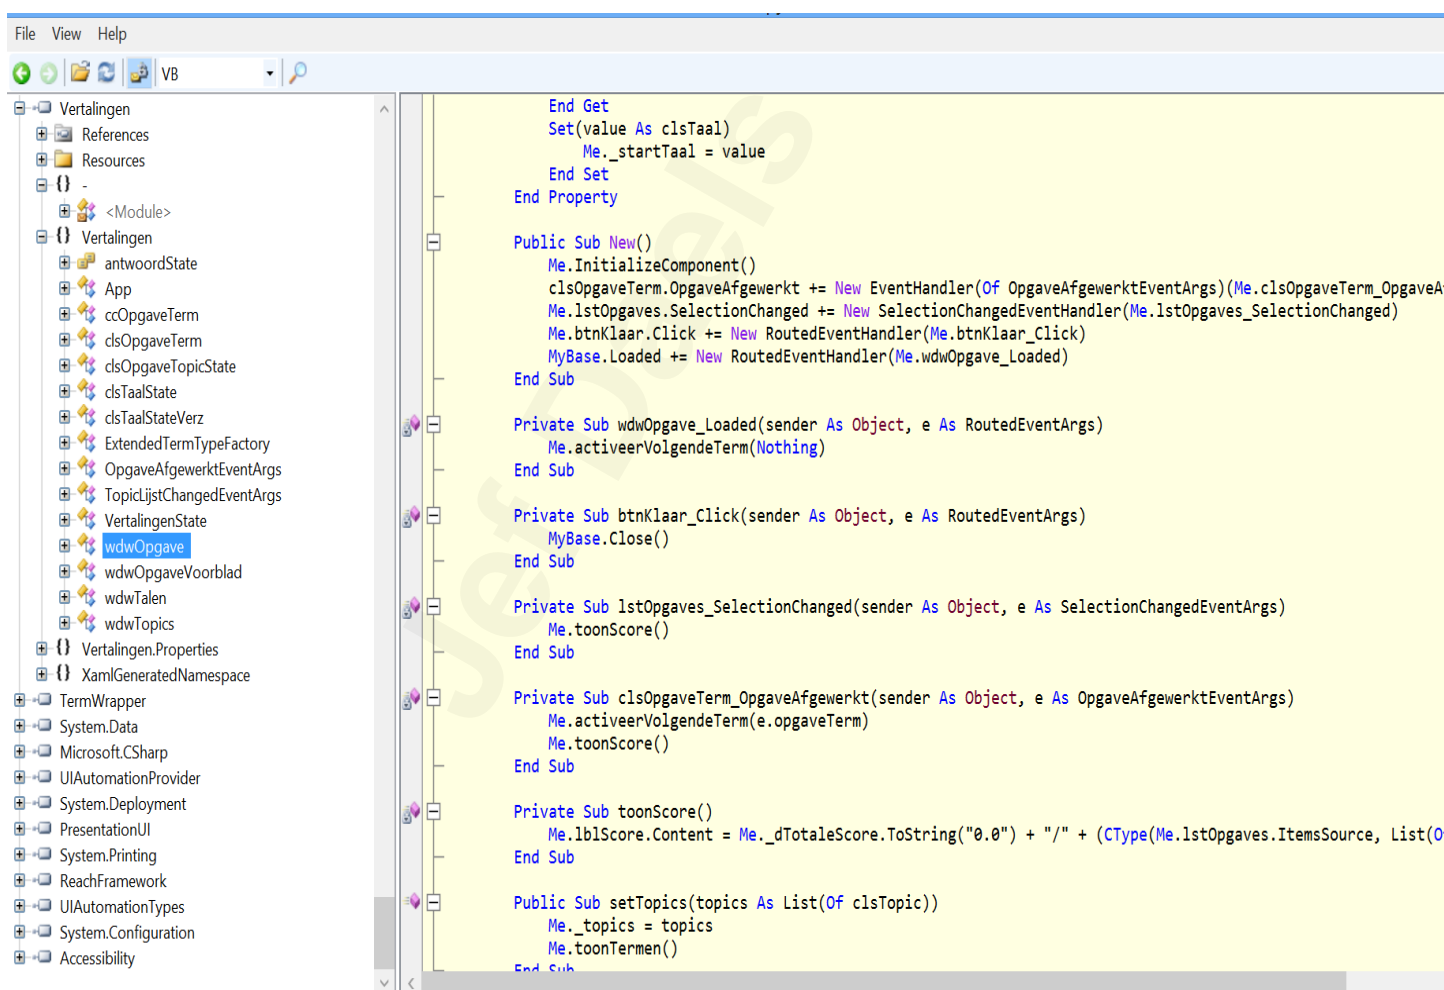 File View Help
VB
Vertalingen
References
Resources
{} -
<Module>
{} Vertalingen
antwoordState
App
ccOpgaveTerm
clsOpgaveTerm
clsOpgaveTopicState
clsTaalState
clsTaalStateVerz
ExtendedTermTypeFactory
OpgaveAfgewerktEventArgs
TopicLijstChangedEventArgs
VertalingenState
wdwOpgave
wdwOpgaveVoorblad
wdwTalen
wdwTopics
{} Vertalingen.Properties
{} XamlGeneratedNamespace
TermWrapper
System.Data
Microsoft.CSharp
UIAutomationProvider
System.Deployment
PresentationUI
System.Printing
ReachFramework
UIAutomationTypes
System.Configuration
Accessibility
End Get
Set(value As clsTaal)
Me._startTaal = value
End Set
End Property
Public Sub New()
Me.InitializeComponent()
clsOpgaveTerm.OpgaveAfgewerkt += New EventHandler(Of OpgaveAfgewerktEventArgs)(Me.clsOpgaveTerm_OpgaveA
Me.lstOpgaves.SelectionChanged += New SelectionChangedEventHandler(Me.lstOpgaves_SelectionChanged)
Me.btnKlaar.Click += New RoutedEventHandler(Me.btnKlaar_Click)
MyBase.Loaded += New RoutedEventHandler(Me.wdwOpgave_Loaded)
End Sub
Private Sub wdwOpgave_Loaded(sender As Object, e As RoutedEventArgs)
Me.activeerVolgendeTerm(Nothing)
End Sub
Private Sub btnKlaar_Click(sender As Object, e As RoutedEventArgs)
MyBase.Close()
End Sub
Private Sub lstOpgaves_SelectionChanged(sender As Object, e As SelectionChangedEventArgs)
Me.toonScore()
End Sub
Private Sub clsOpgaveTerm_OpgaveAfgewerkt(sender As Object, e As OpgaveAfgewerktEventArgs)
Me.activeerVolgendeTerm(e.opgaveTerm)
Me.toonScore()
End Sub
Private Sub toonScore()
Me.lblScore.Content = Me._dTotaleScore.ToString("0.0") + "/" + (CType(Me.lstOpgaves.ItemsSource, List(O
End Sub
Public Sub setTopics(topics As List(Of clsTopic))
Me._topics = topics
Me.toonTermen()
End Sub
Jef Daels